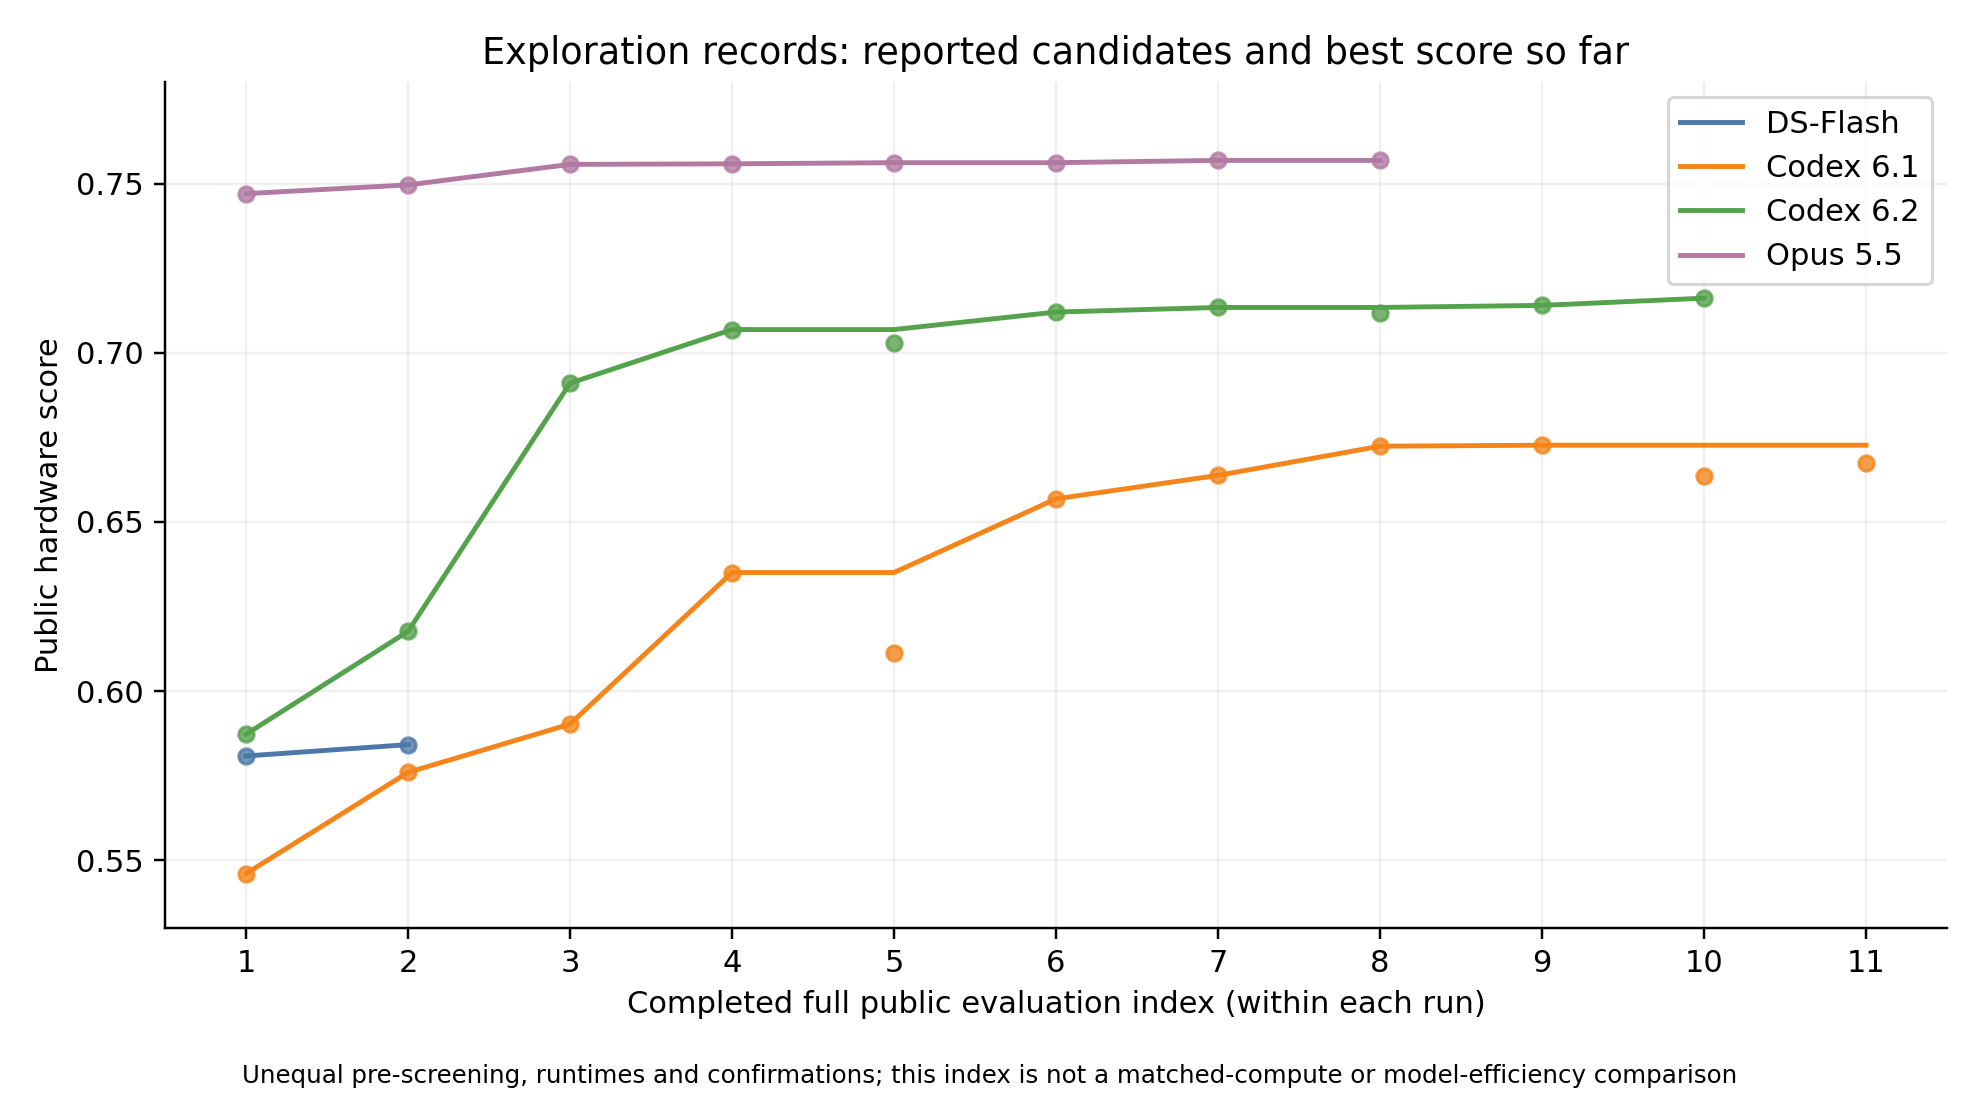 Exploration records: reported candidates and best score so far
DS-Flash
Codex 6.1
Codex 6.2
Opus 5.5
Public hardware score
0.75
0.70
0.65
0.60
0.55
1 2 3 4 5 6 7 8 9 10 11
Completed full public evaluation index (within each run)
Unequal pre-screening, runtimes and confirmations; this index is not a matched-compute or model-efficiency comparison